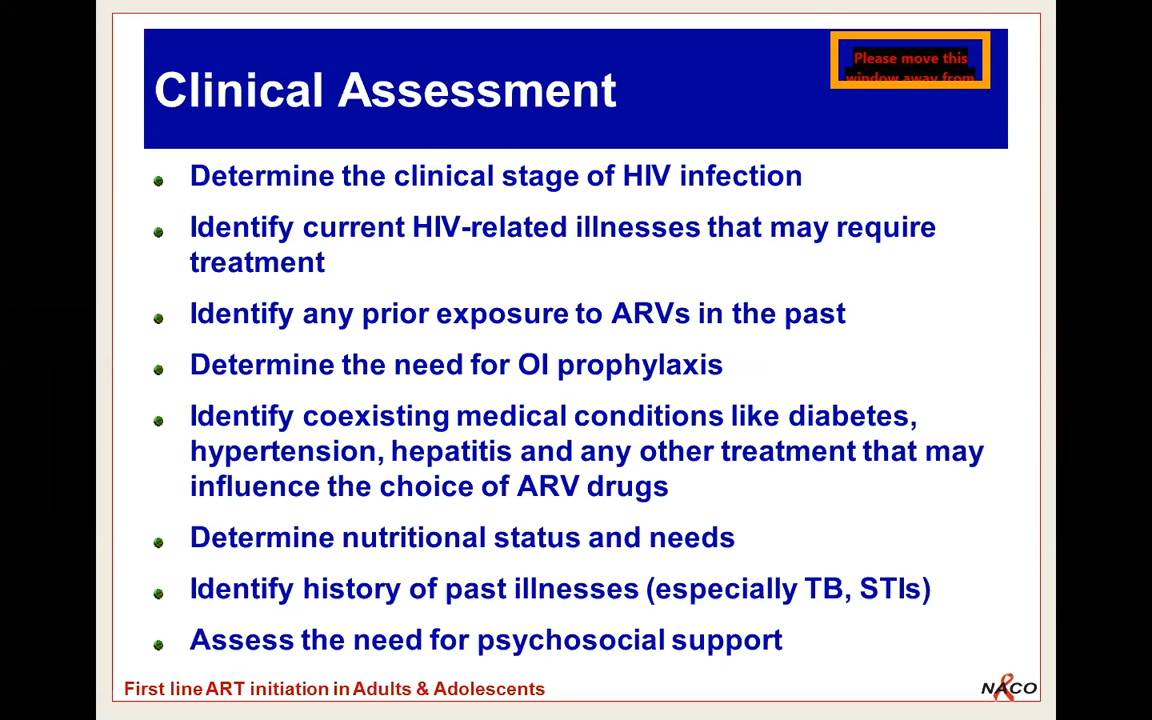 Please move this
window away from
Clinical Assessment
Determine the clinical stage of HIV infection
Identify current HIV-related illnesses that may require
treatment
Identify any prior exposure to ARVs in the past
Determine the need for OI prophylaxis
Identify coexisting medical conditions like diabetes,
hypertension, hepatitis and any other treatment that may
influence the choice of ARV drugs
Determine nutritional status and needs
Identify history of past illnesses (especially TB, STIs)
Assess the need for psychosocial support
First line ART initiation in Adults & Adolescents
NACO